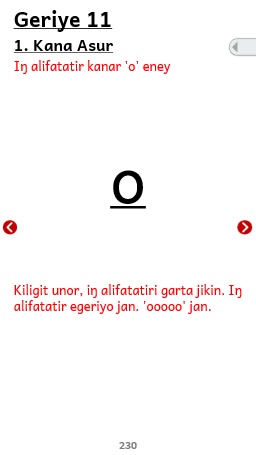 Geriye 11
1. Kana Asur
Iŋ alifatatir kanar 'o' eney
o
Kiligit unor, iŋ alifatatiri garta jikin. Iŋ
alifatatir egeriyo jan. 'ooooo' jan.
230